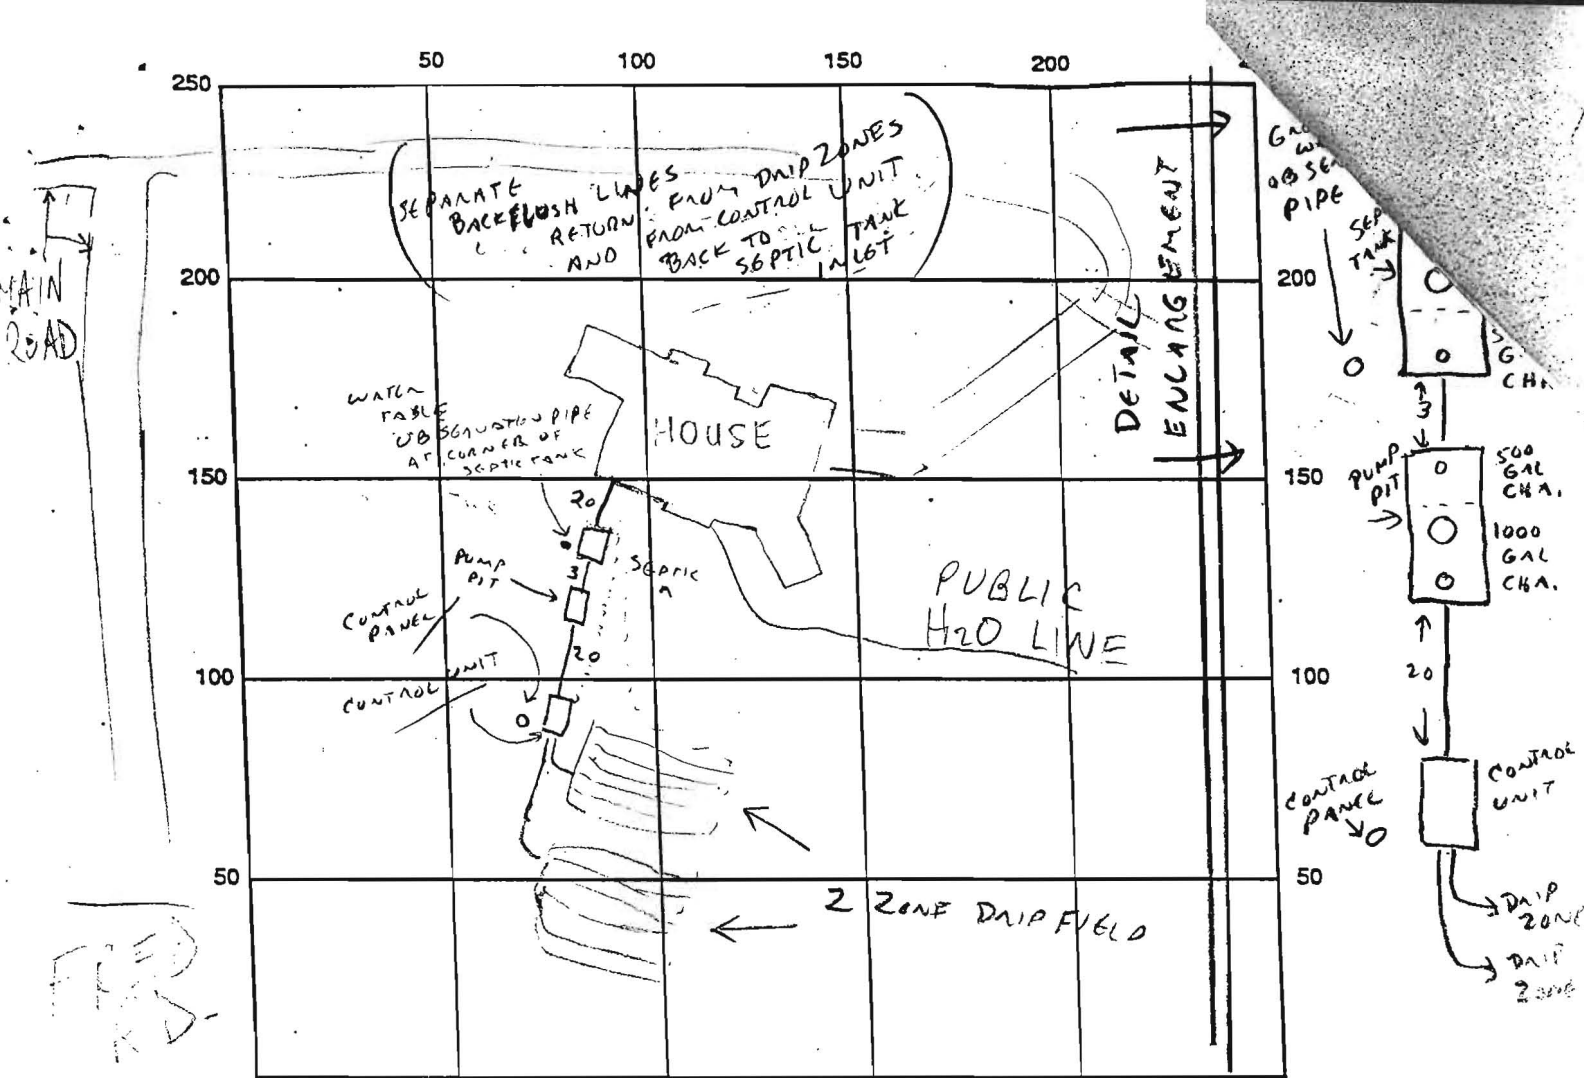 50 100 150 200
250
SEPARATE
BACKFLUSH LINES
RETURN FROM DRIP ZONES
AND FROM CONTROL UNIT
BACK TO
SEPTIC TANK
INLET
200
MAIN
ROAD
WATER
TABLE
OBSERVATION PIPE
AT CORNER OF
SEPTIC TANK
HOUSE
150
20
SEPTIC
3
PUMP
PIT
CONTROL
PANEL
20
PUBLIC
H2O LINE
100
CONTROL UNIT
50
2 ZONE DRIP FIELD
RD-
DETAIL
ENLARGEMENT
PIPE
200
TANK
3
150
PUMP
PIT
500
GAL
CHA.
1000
GAL
CHA.
100
20
CONTROL
PANEL
CONTROL
UNIT
50
DRIP
ZONE
DRIP
ZONE